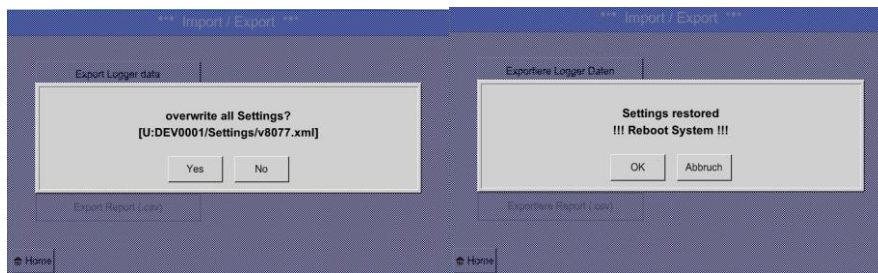 *** Import / Export ***
Export Logger data
overwrite all Settings?
[U:DEV0001/Settings/v8077.xml]
Yes
No
Export Report (.csv)
Home
*** Import / Export ***
Exportiere Logger Daten
Settings restored
!!! Reboot System !!!
OK
Abbruch
Exportiere Report (.csv)
Home